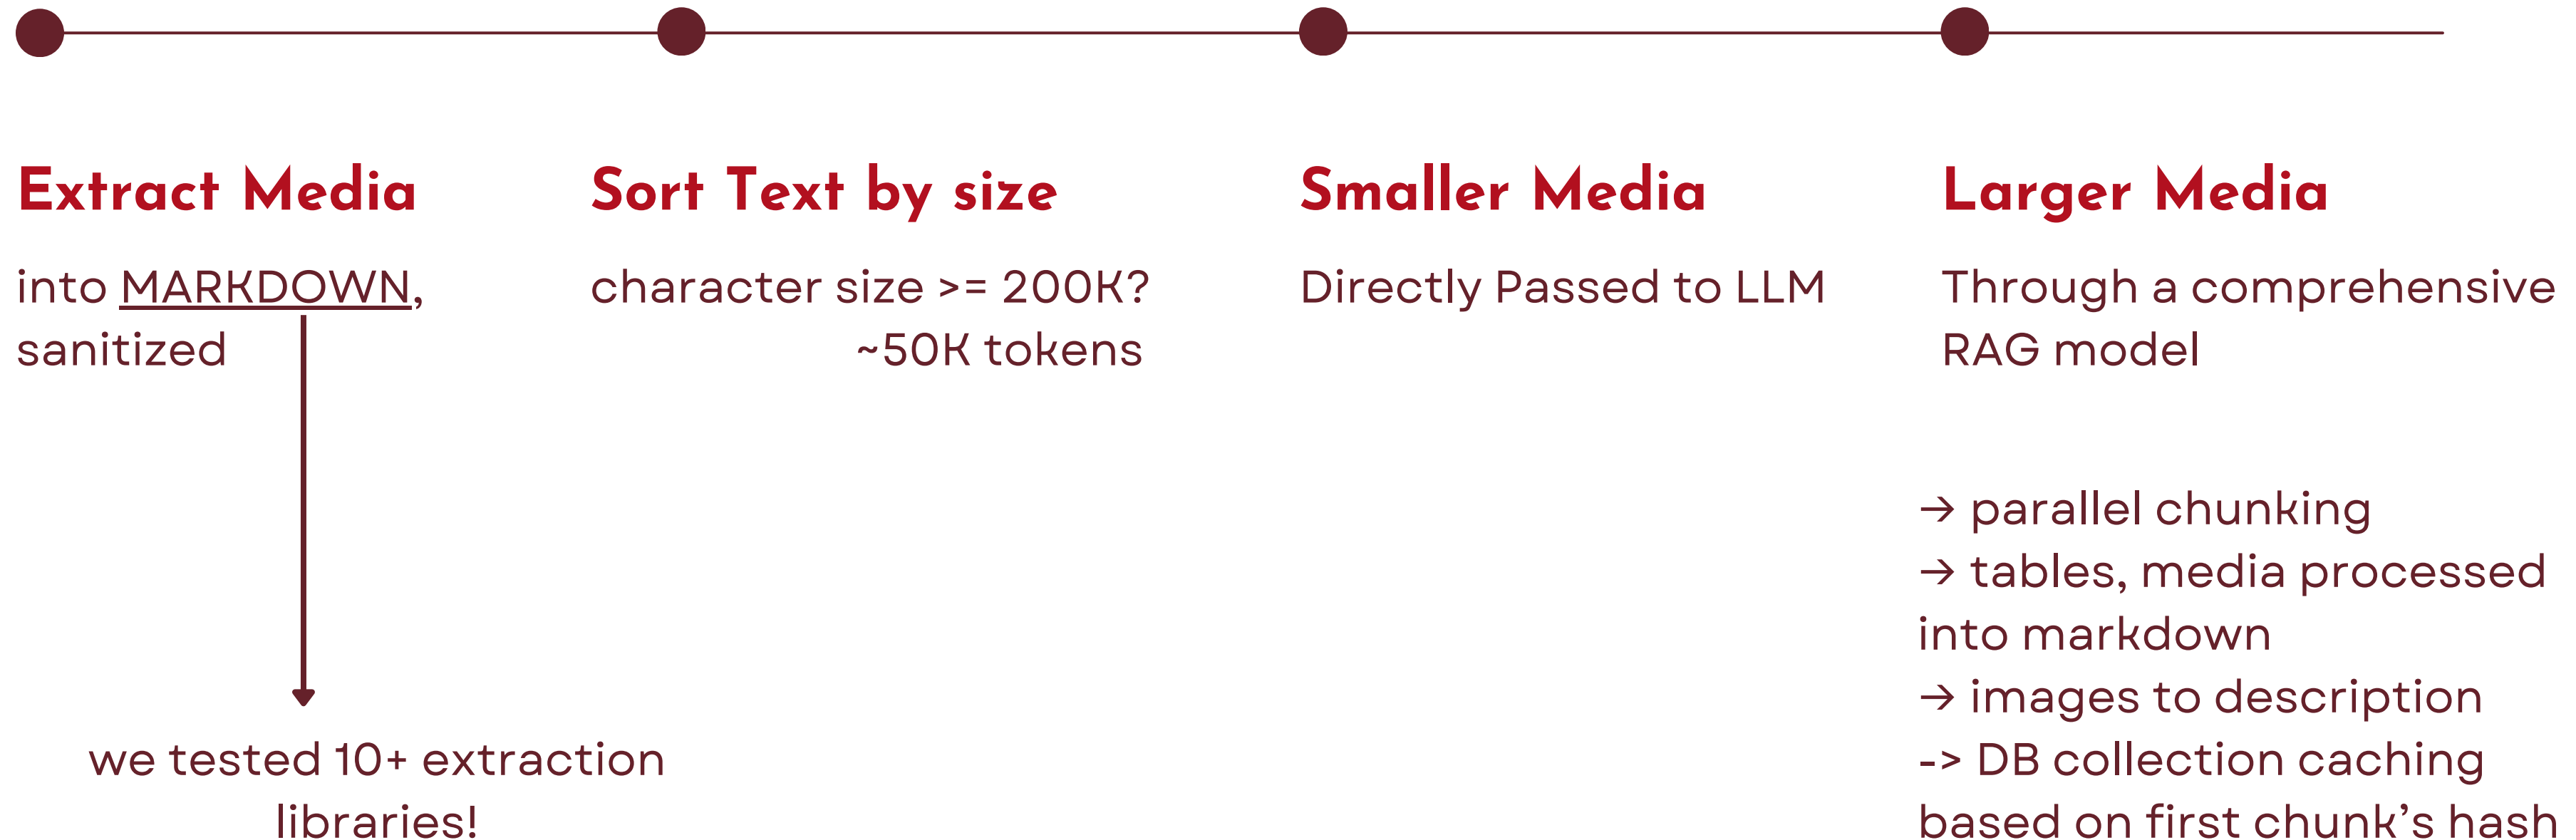 Extract Media
into MARKDOWN,
sanitized
we tested 10+ extraction
libraries!
Sort Text by size
character size >= 200K?
~50K tokens
Smaller Media
Directly Passed to LLM
Larger Media
Through a comprehensive
RAG model
→ parallel chunking
→ tables, media processed
into markdown
→ images to description
-> DB collection caching
based on first chunk’s hash